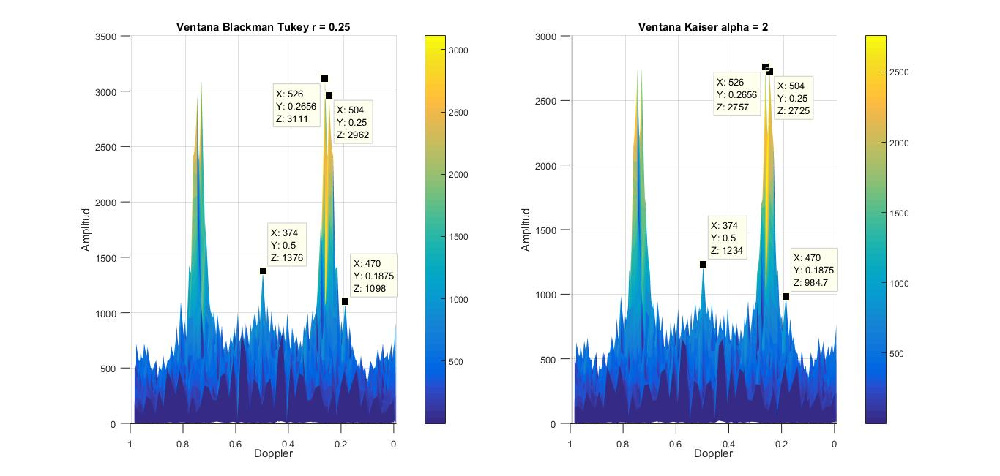 Ventana Blackman Tukey r = 0.25
3500
3000
2500
2000
1500
1000
500
0
Amplitud
1
0.8
0.6
0.4
0.2
0
Doppler
X: 526
Y: 0.2656
Z: 3111
X: 504
Y: 0.25
Z: 2962
X: 374
Y: 0.5
Z: 1376
X: 470
Y: 0.1875
Z: 1098
3000
2500
2000
1500
1000
500
Ventana Kaiser alpha = 2
3000
2500
2000
1500
1000
500
0
Amplitud
1
0.8
0.6
0.4
0.2
0
Doppler
X: 526
Y: 0.2656
Z: 2757
X: 504
Y: 0.25
Z: 2725
X: 374
Y: 0.5
Z: 1234
X: 470
Y: 0.1875
Z: 984.7
2500
2000
1500
1000
500